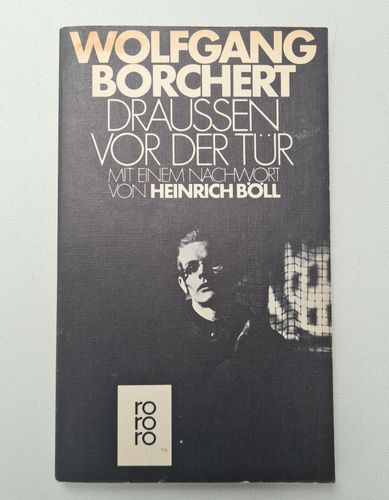 WOLFGANG
BORCHERT
DRAUSSEN
VOR DER TÜR
MIT EINEM NACHWORT
VON HEINRICH BÖLL
ro
ro
ro